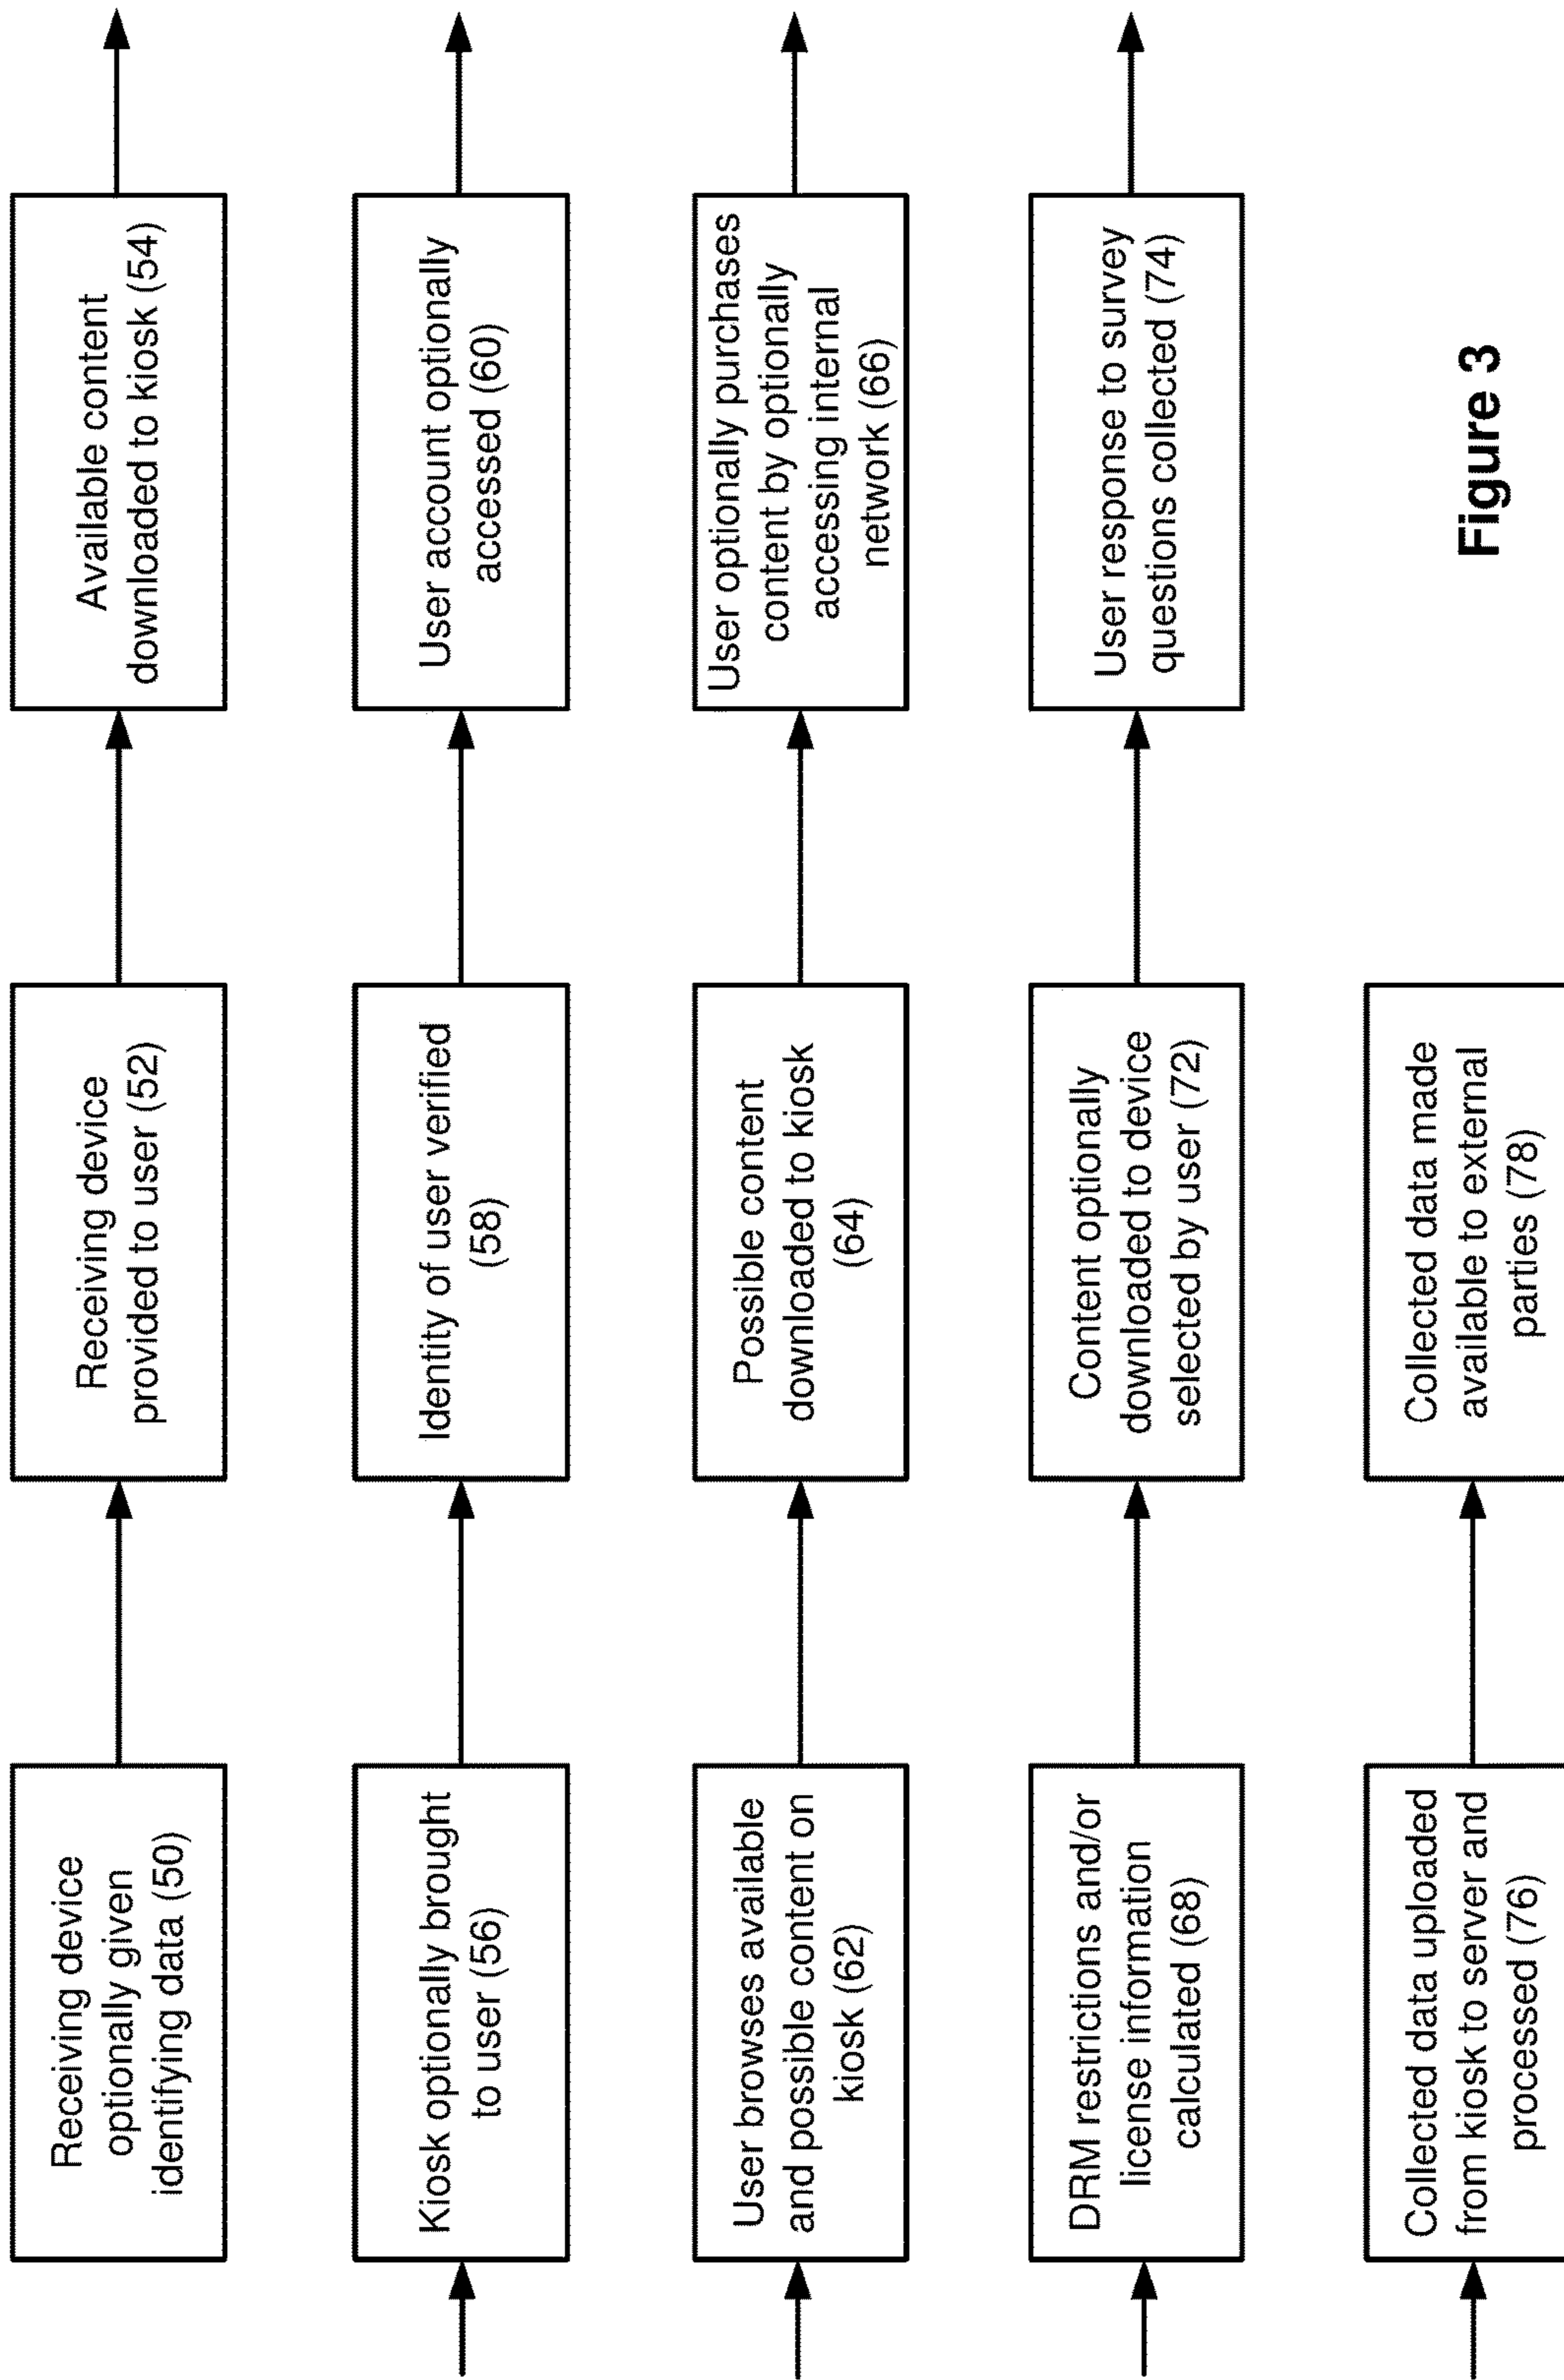 Receiving device
optionally given
identifying data (50)
Receiving device
provided to user (52)
Available content
downloaded to kiosk (54)
Kiosk optionally brought
to user (56)
Identity of user verified
(58)
User account optionally
accessed (60)
User browses available
and possible content on
kiosk (62)
Possible content
downloaded to kiosk
(64)
User optionally purchases
content by optionally
accessing internal
network (66)
DRM restrictions and/or
license information
calculated (68)
Content optionally
downloaded to device
selected by user (72)
User response to survey
questions collected (74)
Collected data uploaded
from kiosk to server and
processed (76)
Collected data made
available to external
parties (78)
Figure 3